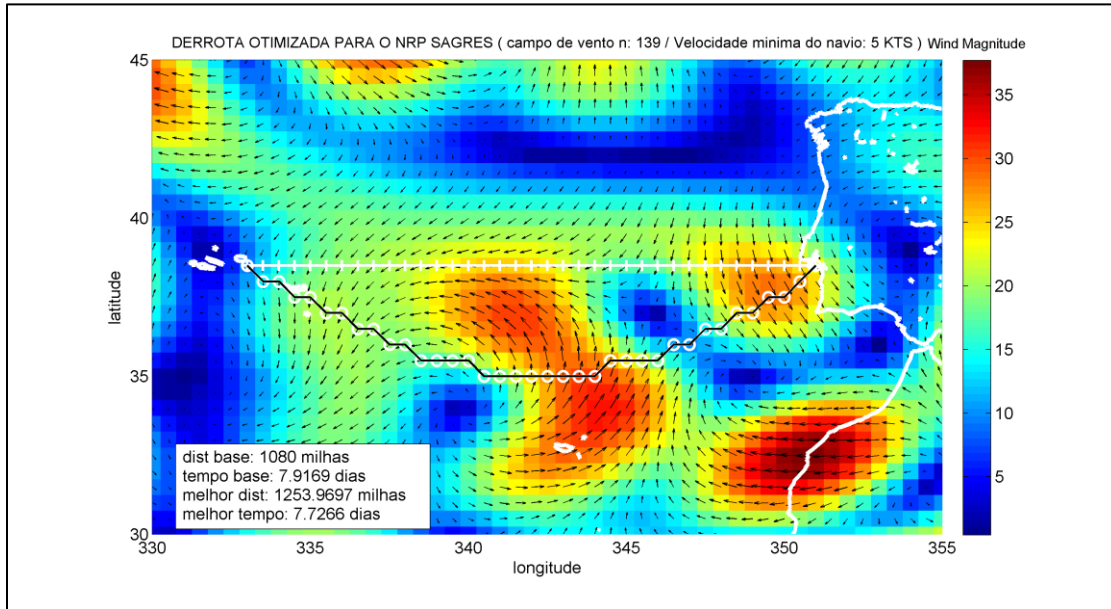 DERROTA OTIMIZADA PARA O NRP SAGRES ( campo de vento n: 139 / Velocidade minima do navio: 5 KTS ) Wind Magnitude
45
40
35
30
latitude
330
335
340
345
350
355
longitude
35
30
25
20
15
10
5
dist base: 1080 milhas
tempo base: 7.9169 dias
melhor dist: 1253.9697 milhas
melhor tempo: 7.7266 dias